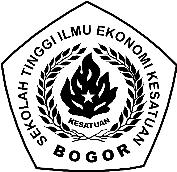 SEKOLAH TINGGI ILMU EKONOMI KESATUAN
KESATUAN
BOGOR